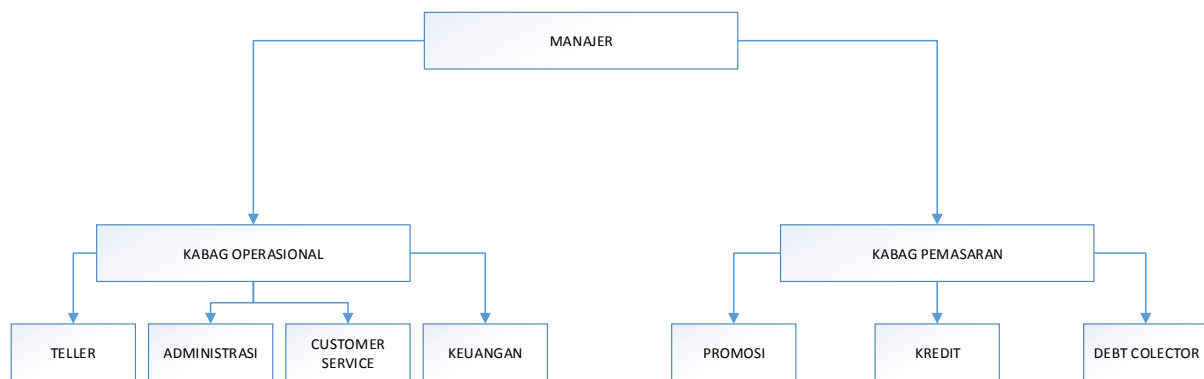 MANAJER
KABAG OPERASIONAL
KABAG PEMASARAN
TELLER
ADMINISTRASI
CUSTOMER
SERVICE
KEUANGAN
PROMOSI
KREDIT
DEBT COLECTOR